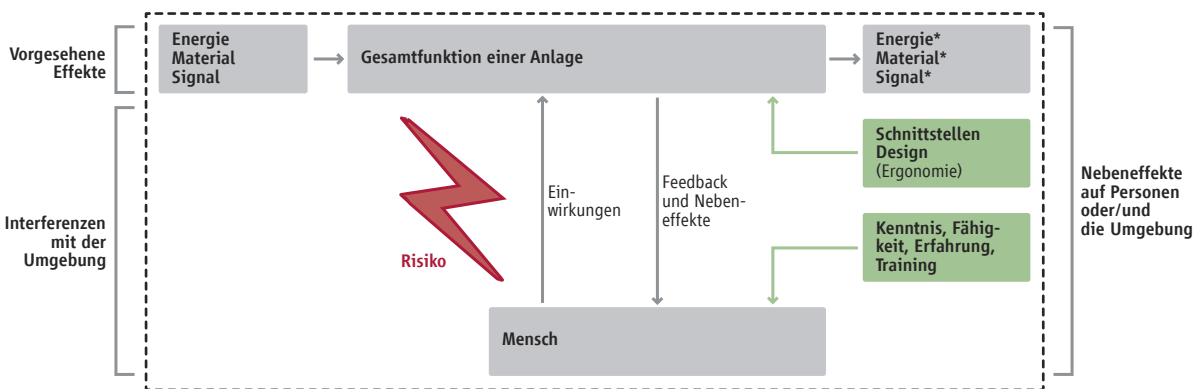 Vorgesehene
Effekte
Energie
Material
Signal
Gesamtfunktion einer Anlage
Energie*
Material*
Signal*
Interferenzen
mit der
Umgebung
Risiko
Ein-
wirkungen
Feedback
und Neben-
effekte
Schnittstellen
Design
(Ergonomie)
Kenntnis, Fähig-
keit, Erfahrung,
Training
Nebeneffekte
auf Personen
oder/und
die Umgebung
Mensch